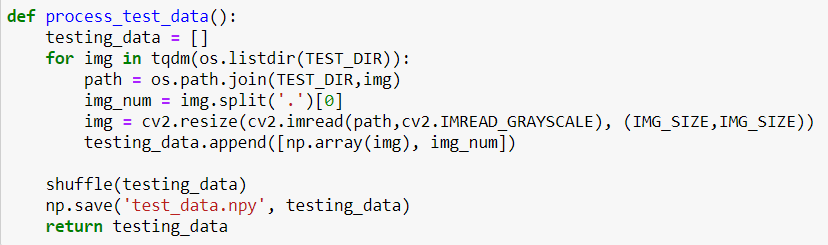 def process_test_data():
    testing_data = []
    for img in tqdm(os.listdir(TEST_DIR)):
        path = os.path.join(TEST_DIR,img)
        img_num = img.split('.')[0]
        img = cv2.resize(cv2.imread(path,cv2.IMREAD_GRAYSCALE), (IMG_SIZE,IMG_SIZE))
        testing_data.append([np.array(img), img_num])

    shuffle(testing_data)
    np.save('test_data.npy', testing_data)
    return testing_data